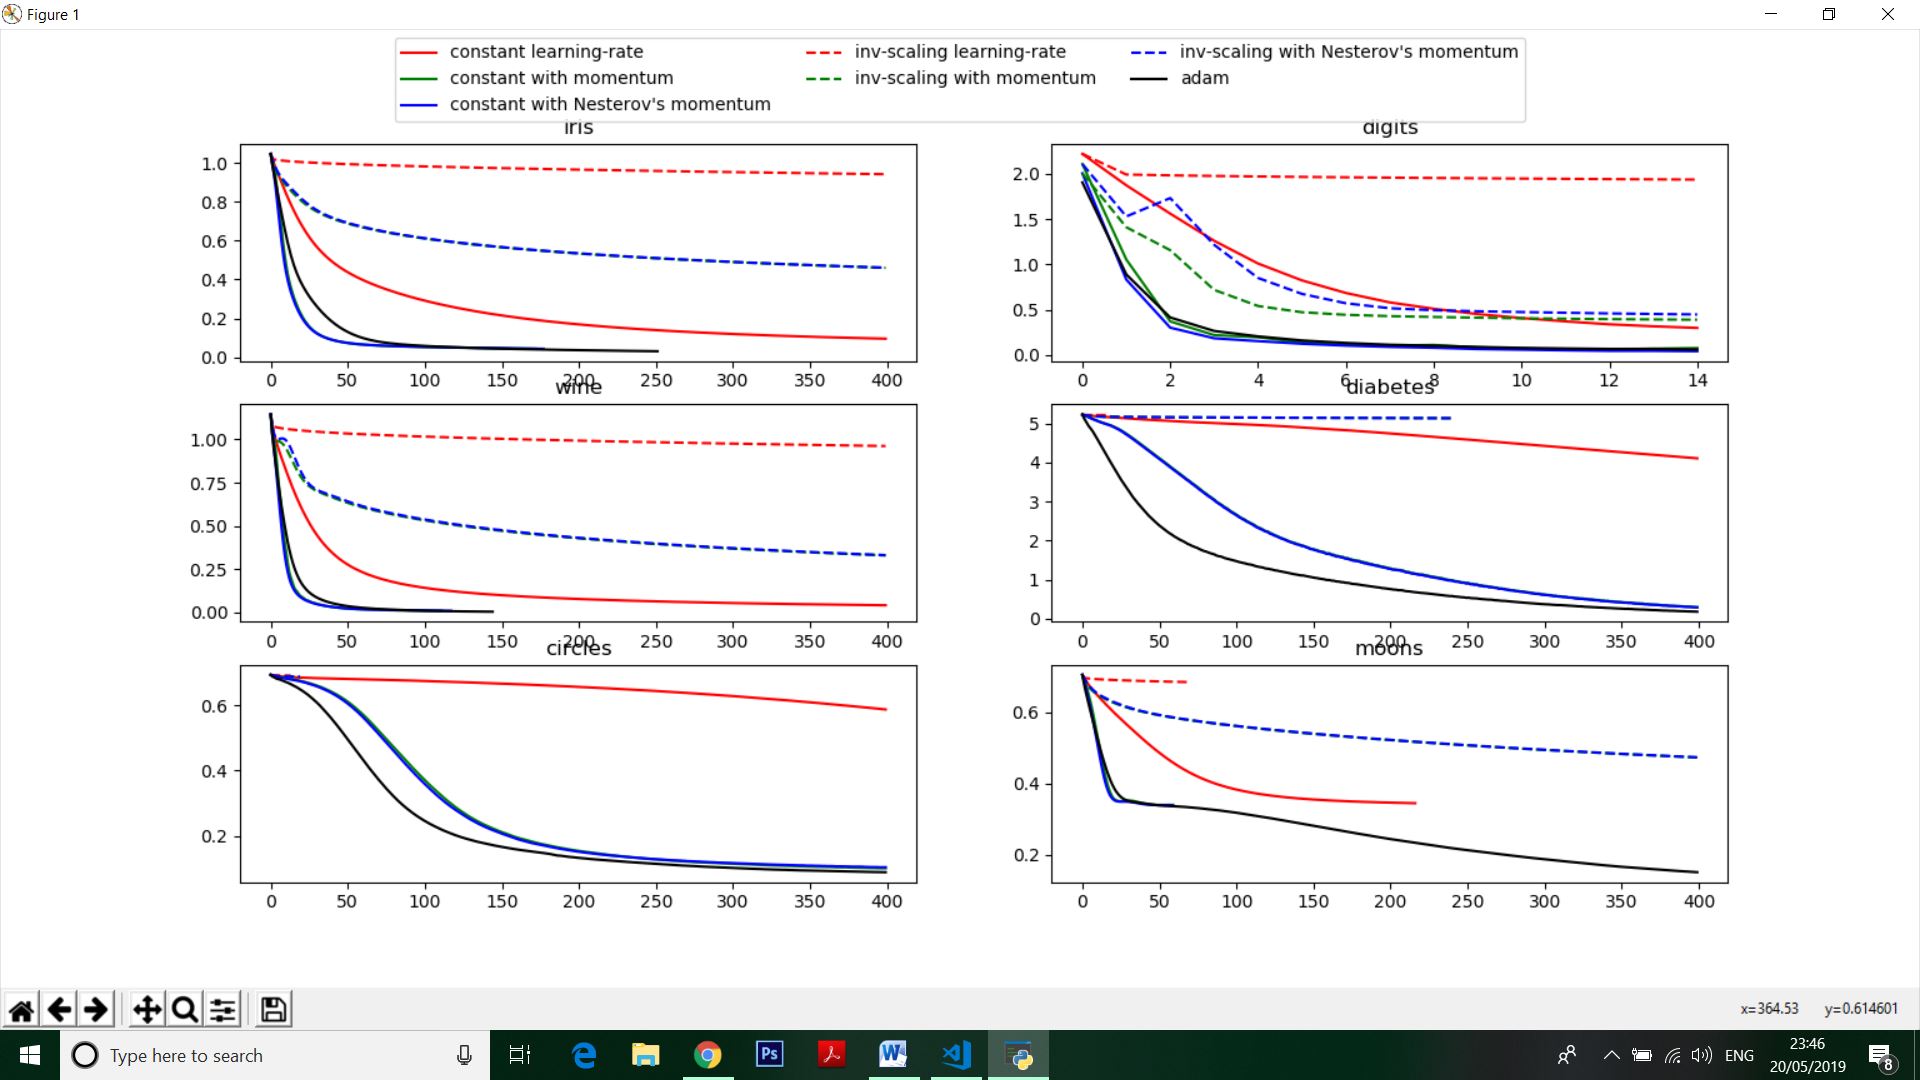 Figure 1
constant learning-rate
constant with momentum
constant with Nesterov's momentum
inv-scaling learning-rate
inv-scaling with momentum
inv-scaling with Nesterov's momentum
adam
iris
1.0
0.8
0.6
0.4
0.2
0.0
0 50 100 150 200 250 300 350 400
digits
2.0
1.5
1.0
0.5
0.0
0 2 4 6 8 10 12 14
wine
1.00
0.75
0.50
0.25
0.00
0 50 100 150 200 250 300 350 400
diabetes
5
4
3
2
1
0
0 50 100 150 200 250 300 350 400
circles
0.6
0.4
0.2
0 50 100 150 200 250 300 350 400
moons
0.6
0.4
0.2
0 50 100 150 200 250 300 350 400
x=364.53 y=0.614601
Type here to search
Ps
W
ENG
23:46
20/05/2019
8